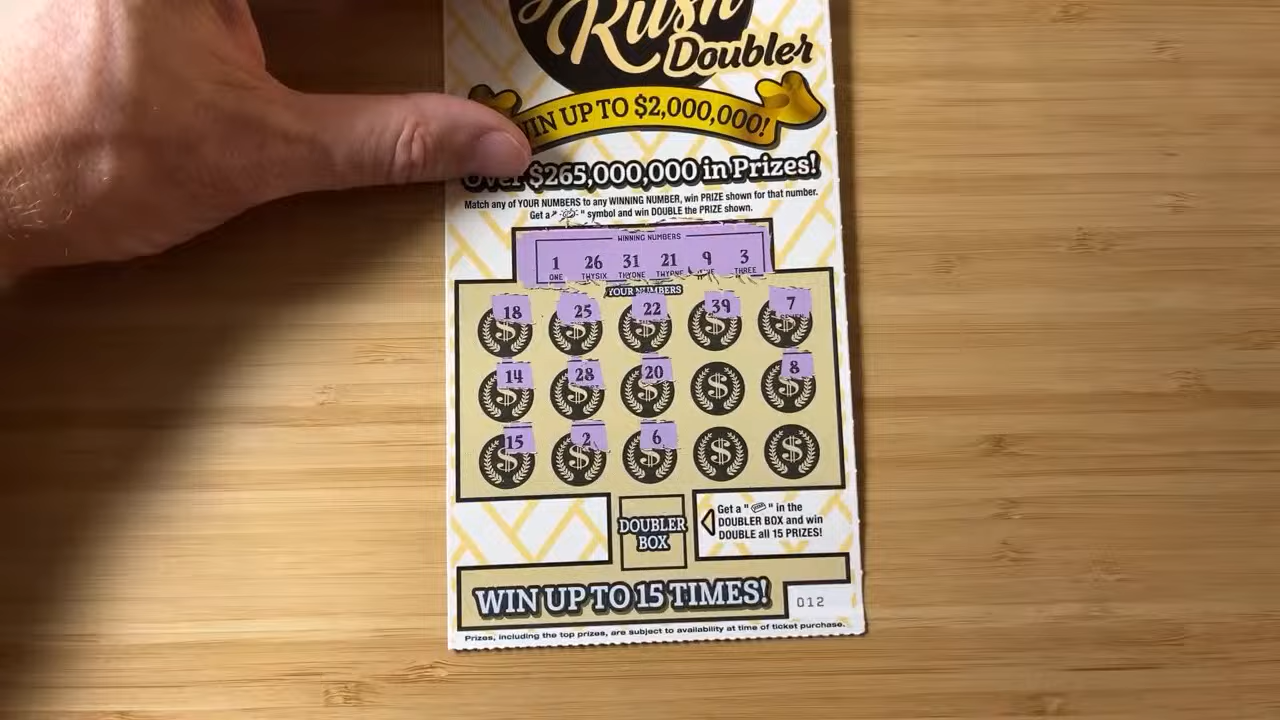 Rush
Doubler
WIN UP TO $2,000,000!
Over $265,000,000 in Prizes!
Match any of YOUR NUMBERS to any WINNING NUMBER, win PRIZE shown for that number.
Get a " " symbol and win DOUBLE the PRIZE shown.
WINNING NUMBERS
1 26 31 21 9 3
ONE THYSIX THYONE THREE
YOUR NUMBERS
18 25 22 39 7
$ $ $ $ $
14 28 20 8
$ $ $ $ $
15 2 6
$ $ $ $ $
DOUBLER
BOX
Get a " " in the
DOUBLER BOX and win
DOUBLE all 15 PRIZES!
WIN UP TO 15 TIMES!
012
Prizes, including the top prizes, are subject to availability at time of ticket purchase.